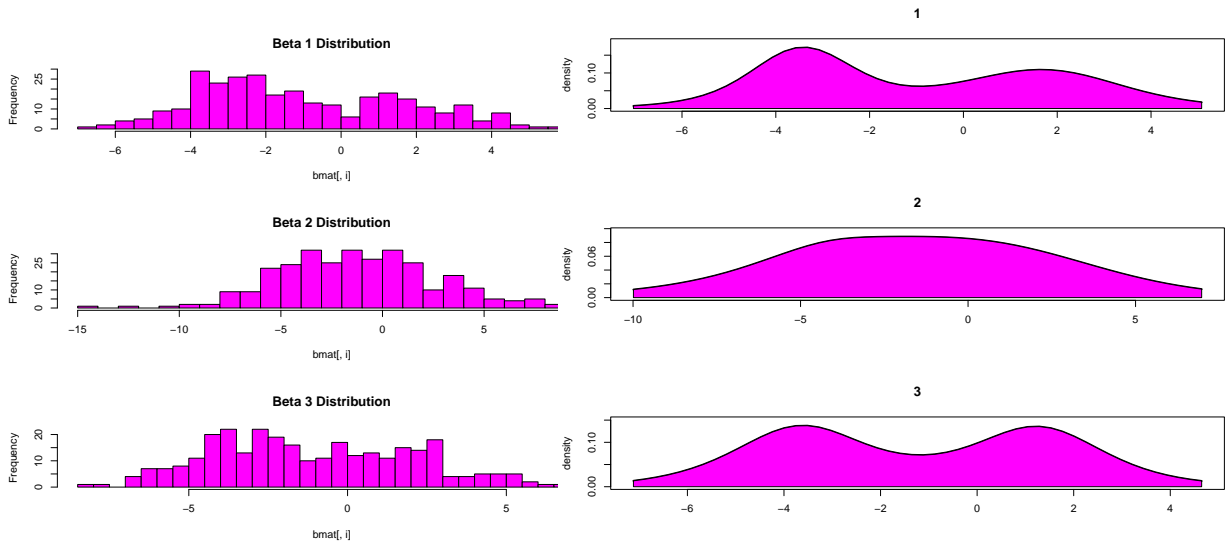 Beta 1 Distribution
Frequency
0 10 25
−6 −4 −2 0 2 4
bmat[, i]
1
density
0.00 0.10
−6 −4 −2 0 2 4
Beta 2 Distribution
Frequency
0 10 25
−15 −10 −5 0 5
bmat[, i]
2
density
0.00 0.06
−10 −5 0 5
Beta 3 Distribution
Frequency
0 10 20
−5 0 5
bmat[, i]
3
density
0.00 0.10
−6 −4 −2 0 2 4